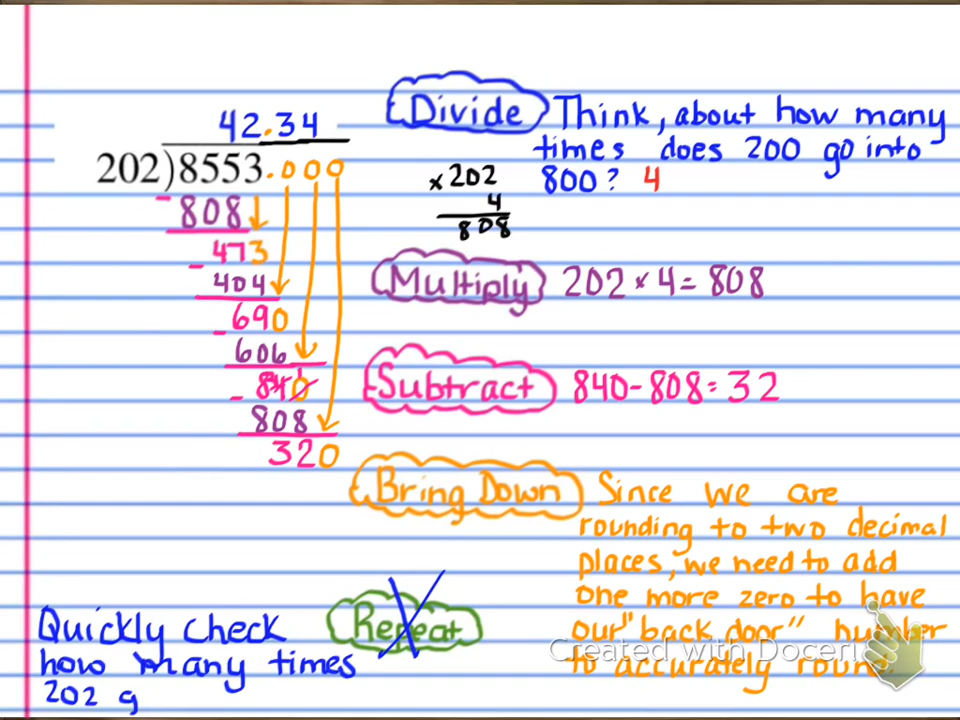 42.34
202)8553.000
-808
473
-404
690
-606
840
-808
320
Divide
Think, about how many
times does 200 go into
800? 4
×202
4
808
Multiply
202 × 4 = 808
Subtract
840-808=32
Bring Down
Since we are
rounding to two decimal
places, we need to add
one more zero to have
our "back door" number
to accurately round
Repeat
Quickly check
how many times
202 g
Created with Doceri